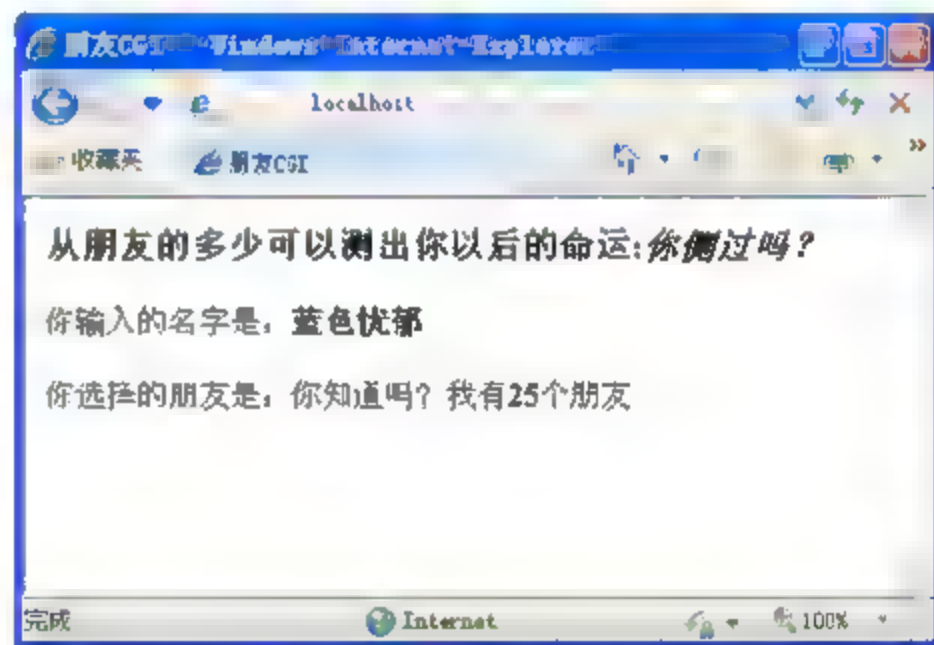 朋友CGI - Windows Internet Explorer
localhost
收藏夹 朋友CGI
从朋友的多少可以测出你以后的命运:你测过吗?
你输入的名字是: 蓝色忧郁
你选择的朋友是: 你知道吗? 我有25个朋友
完成 Internet 100%